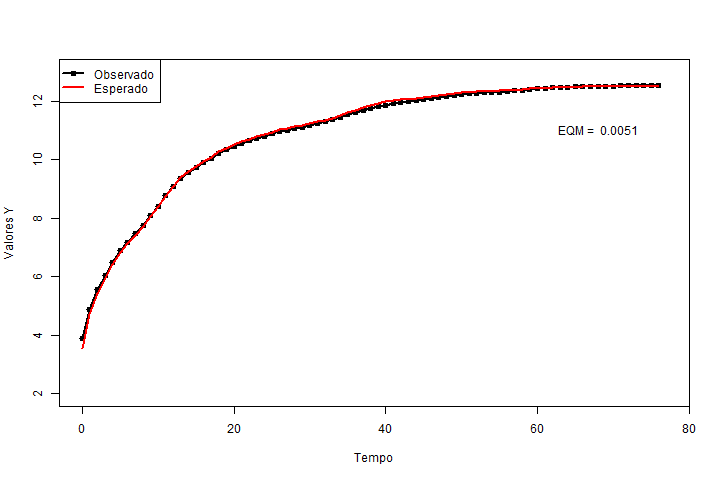 Observado
Esperado
EQM = 0.0051
Valores Y
12
10
8
6
4
2
0
20
40
60
80
Tempo